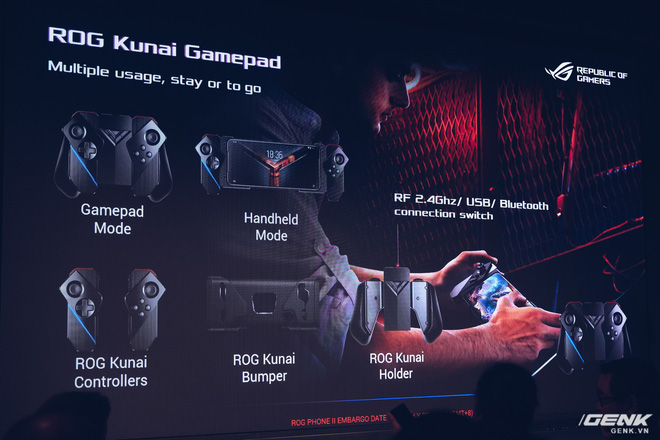 ROG Kunai Gamepad
Multiple usage, stay or to go
REPUBLIC OF
GAMERS
18:36
RF 2.4Ghz/ USB/ Bluetooth
connection switch
Gamepad
Mode
Handheld
Mode
ROG Kunai
Controllers
ROG Kunai
Bumper
ROG Kunai
Holder
ROG PHONE II EMBARGO DATE
GENK
GENK.VN